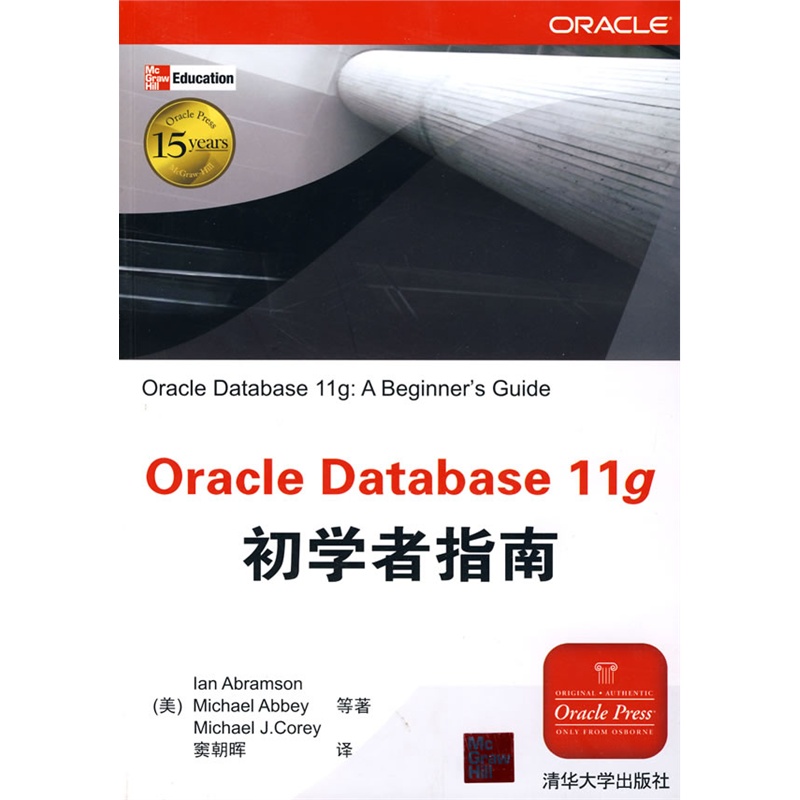 ORACLE
Mc
Graw
Hill
Education
Oracle Press
15 years
McGraw-Hill
Oracle Database 11g: A Beginner's Guide
Oracle Database 11g
初学者指南
Ian Abramson
(美) Michael Abbey 等著
Michael J.Corey
窦朝晖 译
ORIGINAL • AUTHENTIC
Oracle Press
ONLY FROM OSBORNE
Mc
Graw
Hill
清华大学出版社